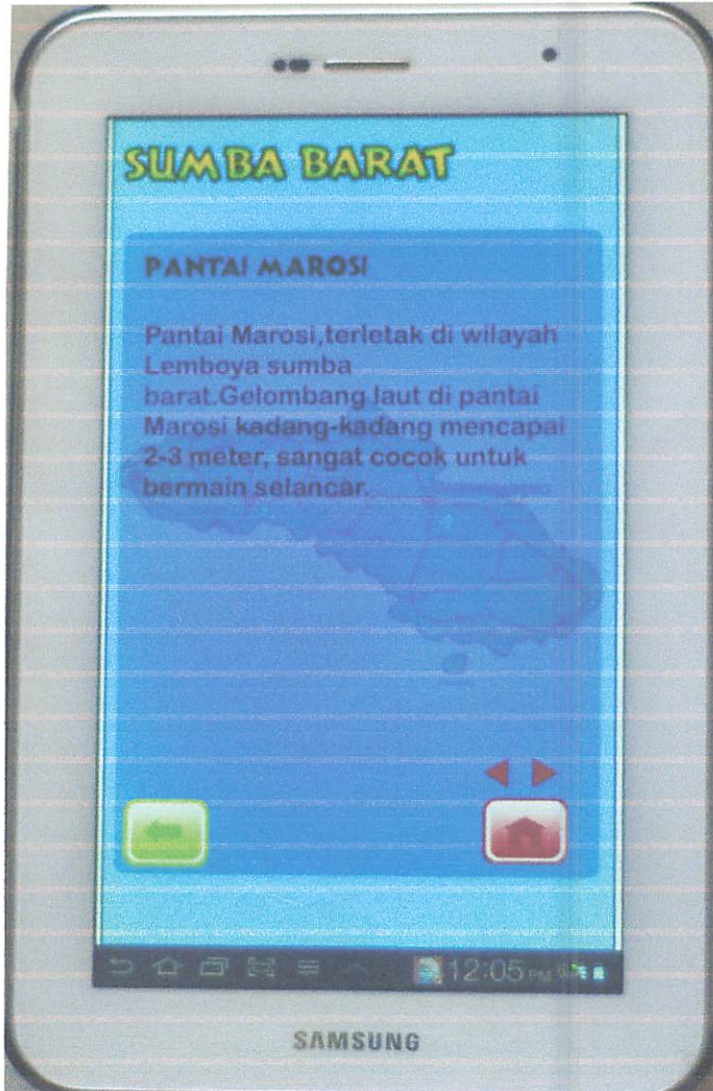 SUMBA BARAT
PANTAI MAROSI
Pantai Marosi,terletak di wilayah
Lemboya sumba
barat.Gelombang laut di pantai
Marosi kadang-kadang mencapai
2-3 meter, sangat cocok untuk
bermain selancar.
12:05 PM
SAMSUNG